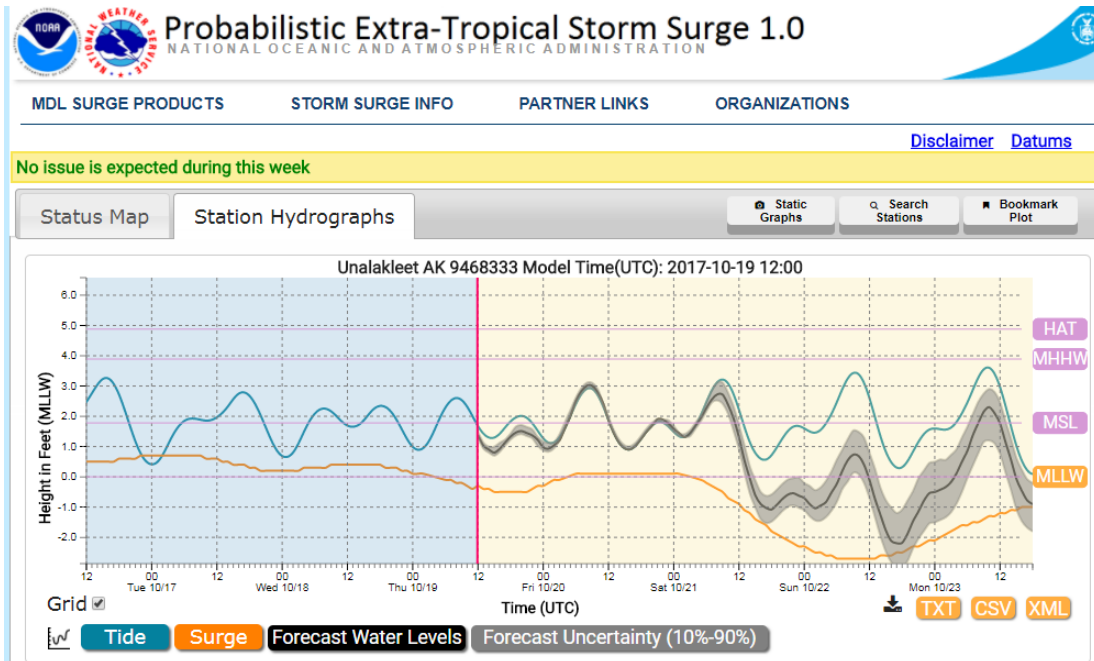 NOAA
WEATHER
NATIONAL
SERVICE
Probabilistic Extra-Tropical Storm Surge 1.0
NATIONAL OCEANIC AND ATMOSPHERIC ADMINISTRATION
MDL SURGE PRODUCTS STORM SURGE INFO PARTNER LINKS ORGANIZATIONS
Disclaimer Datums
No issue is expected during this week
Status Map Station Hydrographs Static Graphs Search Stations Bookmark Plot
Unalakleet AK 9468333 Model Time(UTC): 2017-10-19 12:00
6.0
5.0 HAT
4.0 MHHW
3.0
2.0 MSL
1.0
0.0 MLLW
-1.0
-2.0
Height in Feet (MLLW)
12 00 12 00 12 00 12 00 12 00 12 00 12 00 12
Tue 10/17 Wed 10/18 Thu 10/19 Fri 10/20 Sat 10/21 Sun 10/22 Mon 10/23
Grid Time (UTC) TXT CSV XML
Tide Surge Forecast Water Levels Forecast Uncertainty (10%-90%)